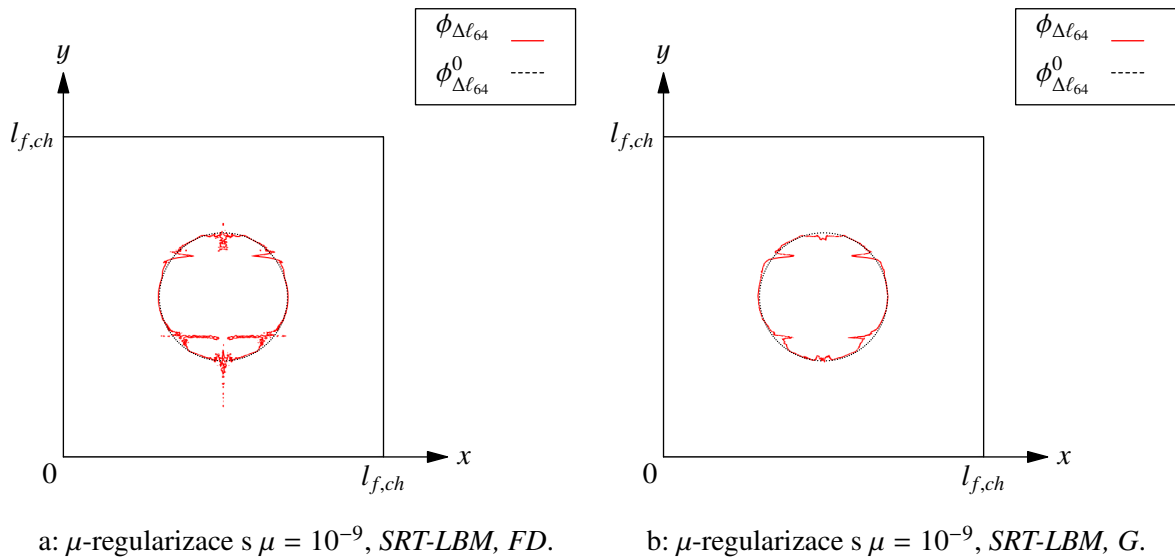 ϕ_{Δℓ_{64}}
ϕ^0_{Δℓ_{64}}
y
l_{f,ch}
0
l_{f,ch}
x
a: μ-regularizace s μ = 10^{−9}, SRT-LBM, FD.
ϕ_{Δℓ_{64}}
ϕ^0_{Δℓ_{64}}
y
l_{f,ch}
0
l_{f,ch}
x
b: μ-regularizace s μ = 10^{−9}, SRT-LBM, G.